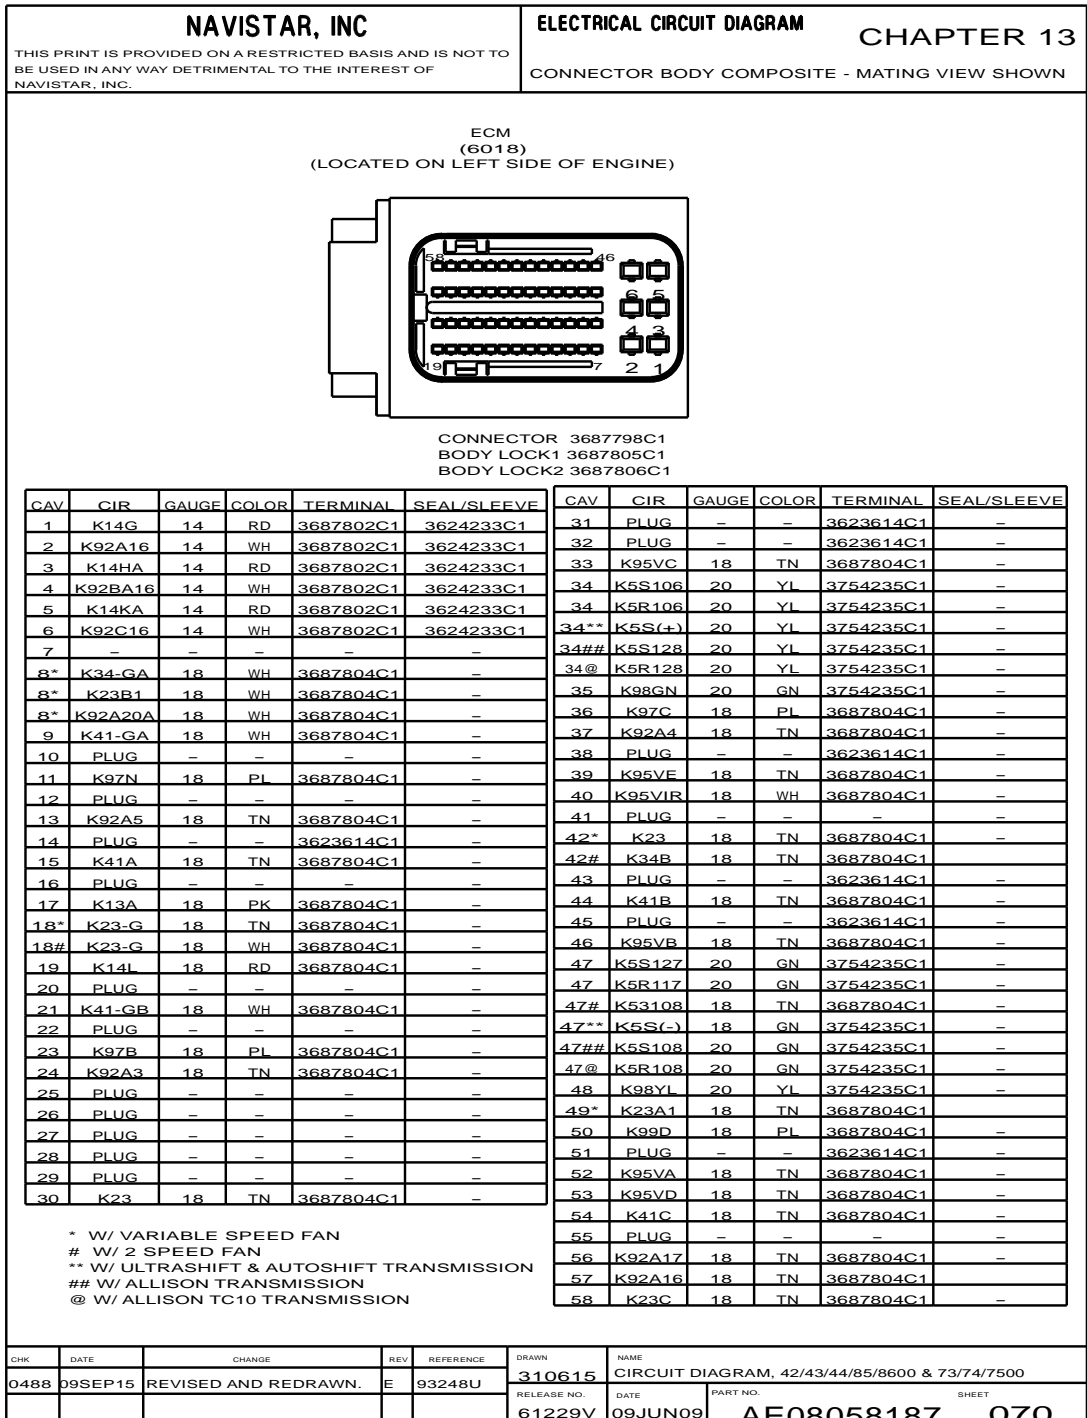 NAVISTAR, INC
THIS PRINT IS PROVIDED ON A RESTRICTED BASIS AND IS NOT TO
BE USED IN ANY WAY DETRIMENTAL TO THE INTEREST OF
NAVISTAR, INC.
ELECTRICAL CIRCUIT DIAGRAM
CHAPTER 13
CONNECTOR BODY COMPOSITE - MATING VIEW SHOWN
ECM
(6018)
(LOCATED ON LEFT SIDE OF ENGINE)
58 46
6 5
4 3
19 7 2 1
CONNECTOR 3687798C1
BODY LOCK1 3687805C1
BODY LOCK2 3687806C1
CAV CIR GAUGE COLOR TERMINAL SEAL/SLEEVE
1 K14G 14 RD 3687802C1 3624233C1
2 K92A16 14 WH 3687802C1 3624233C1
3 K14HA 14 RD 3687802C1 3624233C1
4 K92BA16 14 WH 3687802C1 3624233C1
5 K14KA 14 RD 3687802C1 3624233C1
6 K92C16 14 WH 3687802C1 3624233C1
7 – – – – –
8* K34-GA 18 WH 3687804C1 –
8* K23B1 18 WH 3687804C1 –
8* K92A20A 18 WH 3687804C1 –
9 K41-GA 18 WH 3687804C1 –
10 PLUG – – – –
11 K97N 18 PL 3687804C1 –
12 PLUG – – – –
13 K92A5 18 TN 3687804C1 –
14 PLUG – – 3623614C1 –
15 K41A 18 TN 3687804C1 –
16 PLUG – – – –
17 K13A 18 PK 3687804C1 –
18* K23-G 18 TN 3687804C1 –
18# K23-G 18 WH 3687804C1 –
19 K14L 18 RD 3687804C1 –
20 PLUG – – – –
21 K41-GB 18 WH 3687804C1 –
22 PLUG – – – –
23 K97B 18 PL 3687804C1 –
24 K92A3 18 TN 3687804C1 –
25 PLUG – – – –
26 PLUG – – – –
27 PLUG – – – –
28 PLUG – – – –
29 PLUG – – – –
30 K23 18 TN 3687804C1 –
CAV CIR GAUGE COLOR TERMINAL SEAL/SLEEVE
31 PLUG – – 3623614C1 –
32 PLUG – – 3623614C1 –
33 K95VC 18 TN 3687804C1 –
34 K5S106 20 YL 3754235C1 –
34 K5R106 20 YL 3754235C1 –
34** K5S(+) 20 YL 3754235C1 –
34## K5S128 20 YL 3754235C1 –
34@ K5R128 20 YL 3754235C1 –
35 K98GN 20 GN 3754235C1 –
36 K97C 18 PL 3687804C1 –
37 K92A4 18 TN 3687804C1 –
38 PLUG – – 3623614C1 –
39 K95VE 18 TN 3687804C1 –
40 K95VIR 18 WH 3687804C1 –
41 PLUG – – – –
42* K23 18 TN 3687804C1 –
42# K34B 18 TN 3687804C1
43 PLUG – – 3623614C1 –
44 K41B 18 TN 3687804C1 –
45 PLUG – – 3623614C1 –
46 K95VB 18 TN 3687804C1 –
47 K5S127 20 GN 3754235C1 –
47 K5R117 20 GN 3754235C1 –
47# K53108 18 TN 3687804C1 –
47** K5S(-) 18 GN 3754235C1 –
47## K5S108 20 GN 3754235C1 –
47@ K5R108 20 GN 3754235C1 –
48 K98YL 20 YL 3754235C1 –
49* K23A1 18 TN 3687804C1
50 K99D 18 PL 3687804C1 –
51 PLUG – – 3623614C1 –
52 K95VA 18 TN 3687804C1 –
53 K95VD 18 TN 3687804C1 –
54 K41C 18 TN 3687804C1 –
55 PLUG – – – –
56 K92A17 18 TN 3687804C1 –
57 K92A16 18 TN 3687804C1
58 K23C 18 TN 3687804C1 –
* W/ VARIABLE SPEED FAN
# W/ 2 SPEED FAN
** W/ ULTRASHIFT & AUTOSHIFT TRANSMISSION
## W/ ALLISON TRANSMISSION
@ W/ ALLISON TC10 TRANSMISSION
CHK DATE CHANGE REV REFERENCE
0488 09SEP15 REVISED AND REDRAWN. E 93248U
DRAWN
310615
NAME
CIRCUIT DIAGRAM, 42/43/44/85/8600 & 73/74/7500
RELEASE NO. DATE PART NO. SHEET
61229V 09JUN09 AE08058187 070